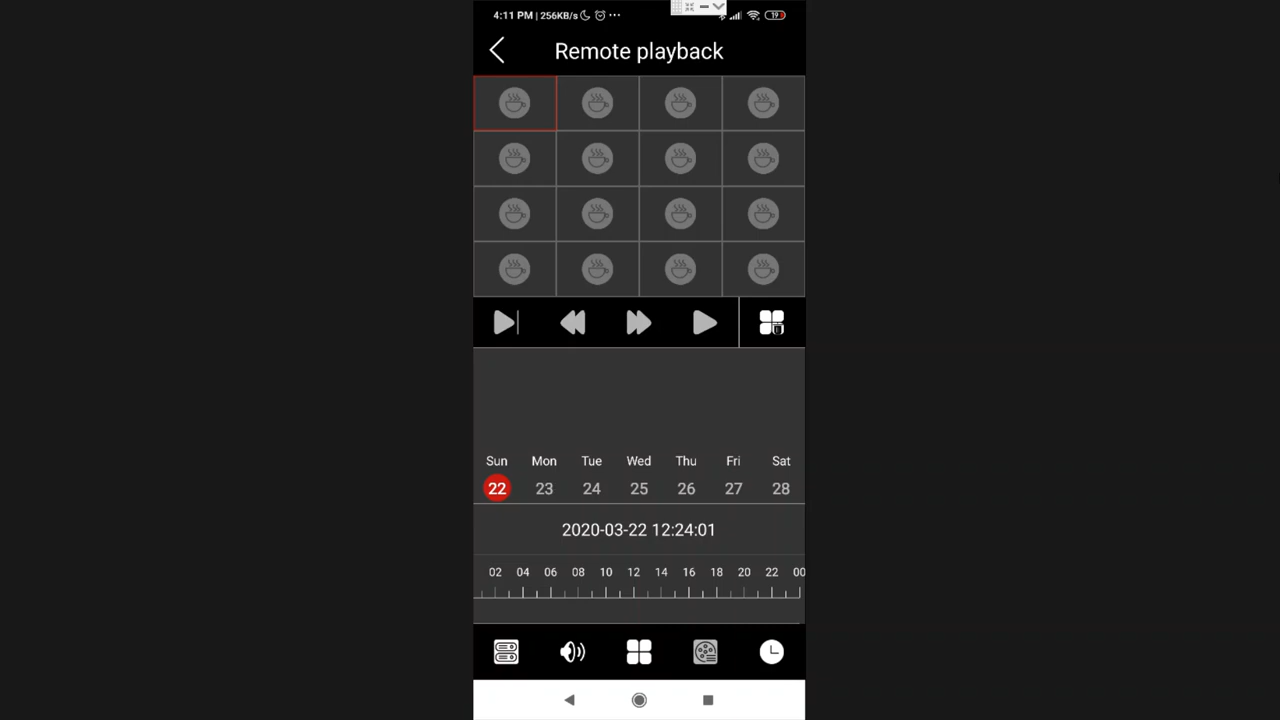 4:11 PM | 256KB/s ...
19
Remote playback
Sun Mon Tue Wed Thu Fri Sat
22 23 24 25 26 27 28
2020-03-22 12:24:01
02 04 06 08 10 12 14 16 18 20 22 00